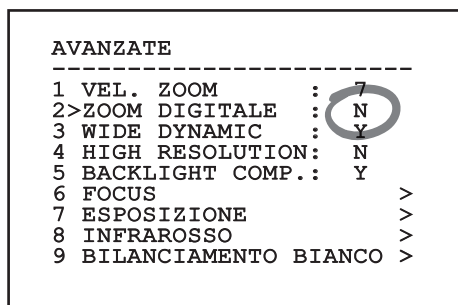 AVANZATE
-------------------------
1 VEL. ZOOM      :  7
2>ZOOM DIGITALE  :  N
3 WIDE DYNAMIC   :  Y
4 HIGH RESOLUTION:  N
5 BACKLIGHT COMP.:  Y
6 FOCUS                 >
7 ESPOSIZIONE           >
8 INFRAROSSO            >
9 BILANCIAMENTO BIANCO >